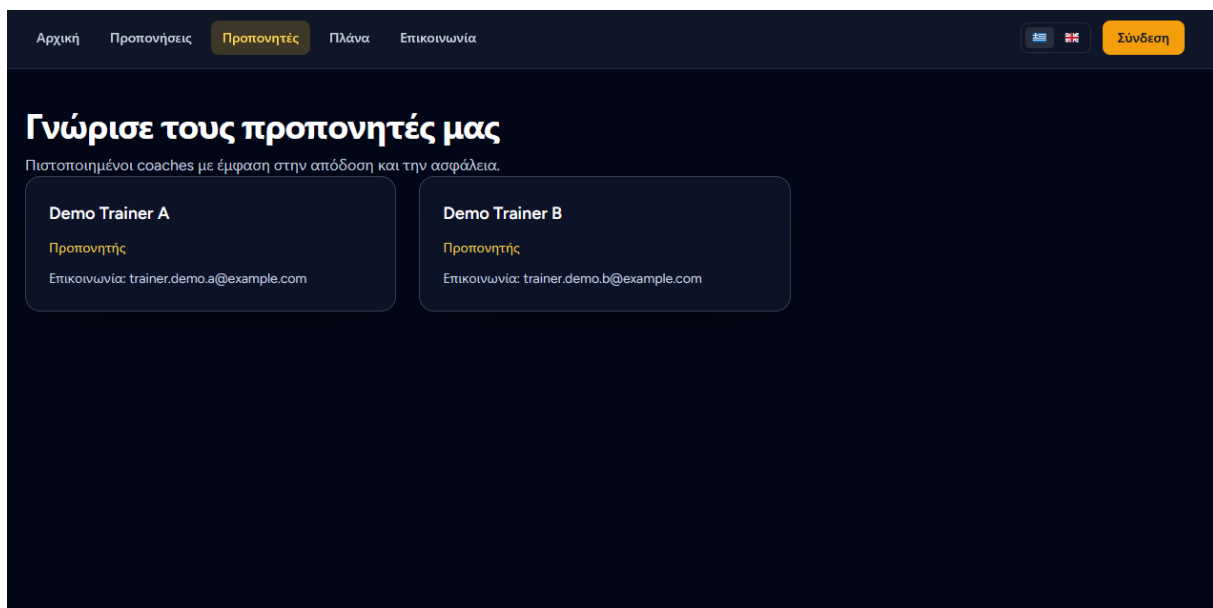 Αρχική Προπονήσεις Προπονητές Πλάνα Επικοινωνία Σύνδεση
Γνώρισε τους προπονητές μας
Πιστοποιημένοι coaches με έμφαση στην απόδοση και την ασφάλεια.
Demo Trainer A
Προπονητής
Επικοινωνία: trainer.demo.a@example.com
Demo Trainer B
Προπονητής
Επικοινωνία: trainer.demo.b@example.com